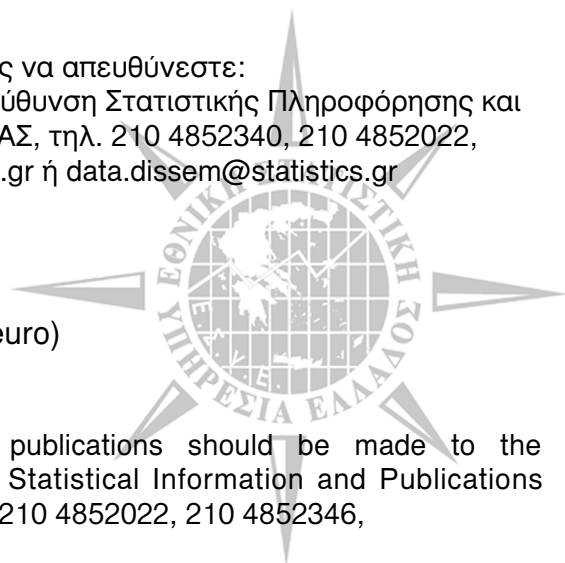 ς να απευθύνεστε:
ύθυνση Στατιστικής Πληροφόρησης και
ΑΣ, τηλ. 210 4852340, 210 4852022,
.gr ή data.dissem@statistics.gr
ΕΘΝΙΚΗ ΣΤΑΤΙΣΤΙΚΗ
ΥΠΗΡΕΣΙΑ ΕΛΛΑΔΟΣ
Ε.Λ.Υ.Ε.
euro)
publications should be made to the
Statistical Information and Publications
210 4852022, 210 4852346,